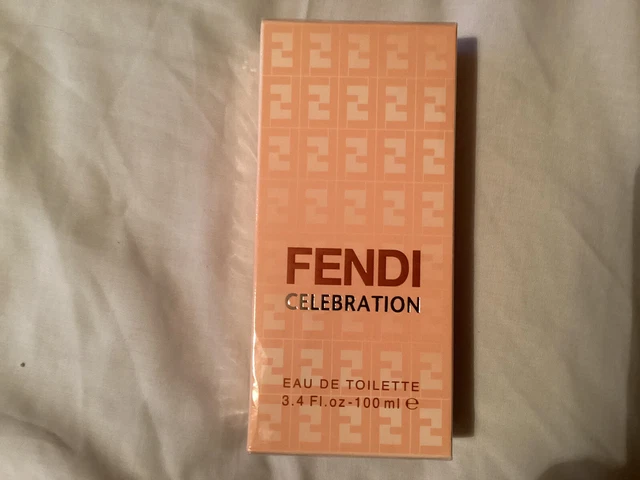 FENDI
CELEBRATION
EAU DE TOILETTE
3.4 Fl.oz-100 ml ℮